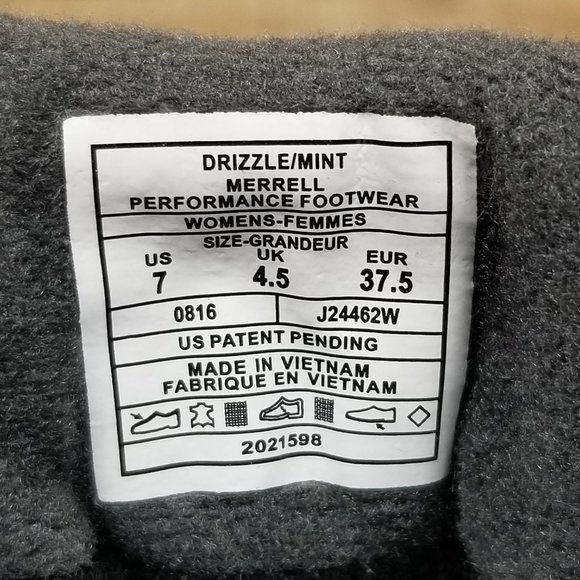 DRIZZLE/MINT
MERRELL
PERFORMANCE FOOTWEAR
WOMENS-FEMMES
SIZE-GRANDEUR
US UK EUR
7 4.5 37.5
0816 J24462W
US PATENT PENDING
MADE IN VIETNAM
FABRIQUE EN VIETNAM
2021598